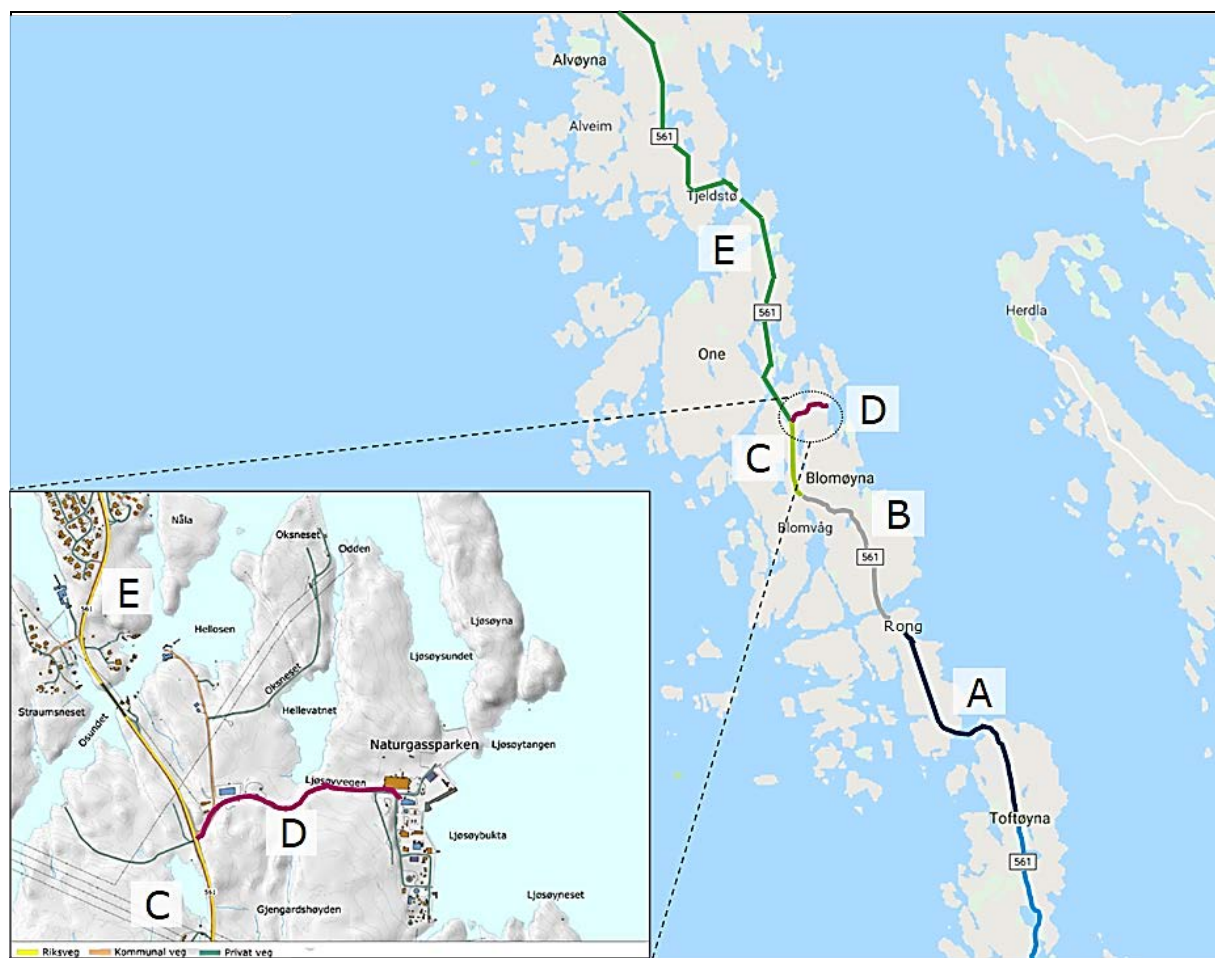 Alvøyna
Alveim
561
Tjeldstø
E
561
Herdla
One
D
C
Blomøyna
B
Blomvåg
561
Rong
A
Toftøyna
561
Oksneset
Nåla
Odden
E
561
Hellosen
Ljøsøyna
Ljøsøysundet
Oksneset
Straumsneset
Osundet
Hellevatnet
Naturgassparken
Ljøsøytangen
Ljøsøyvegen
D
Ljøsøybukta
C
561
Gjengardshøyden
Ljøsøyneset
Riksveg Kommunal veg Privat veg